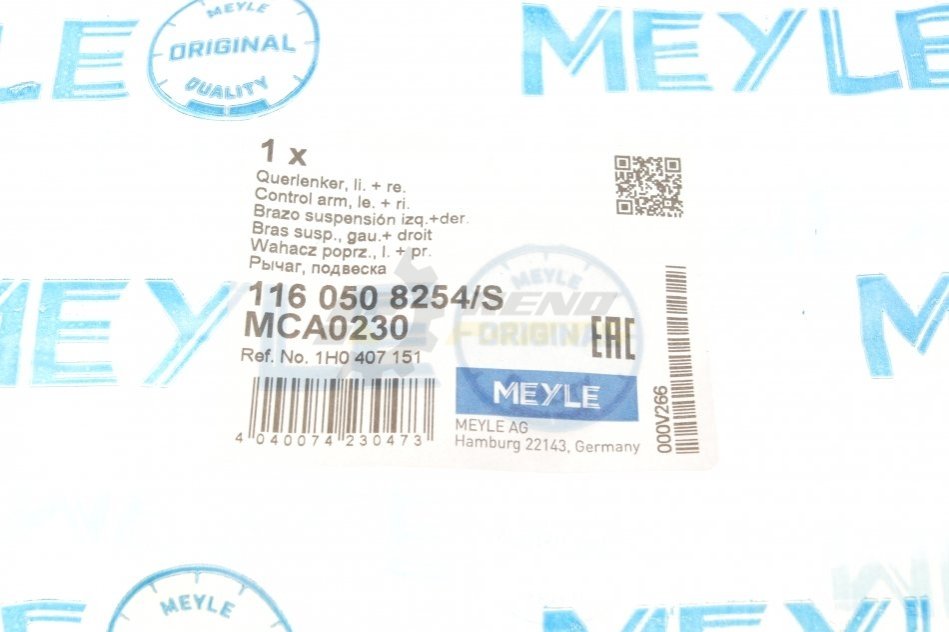 MEYLE
ORIGINAL
QUALITY
MEYLE
1 x
Querlenker, li. + re.
Control arm, le. + ri.
Brazo suspensión izq.+der.
Bras susp., gau.+ droit
Wahacz poprz., l. + pr.
Рычаг, подвеска
MEYLE
116 050 8254/S
MCA0230
ORIGINAL
Ref. No. 1H0 407 151
EAC
MEYLE
4 040074 230473
MEYLE AG
Hamburg 22143, Germany
000V266
MEYLE